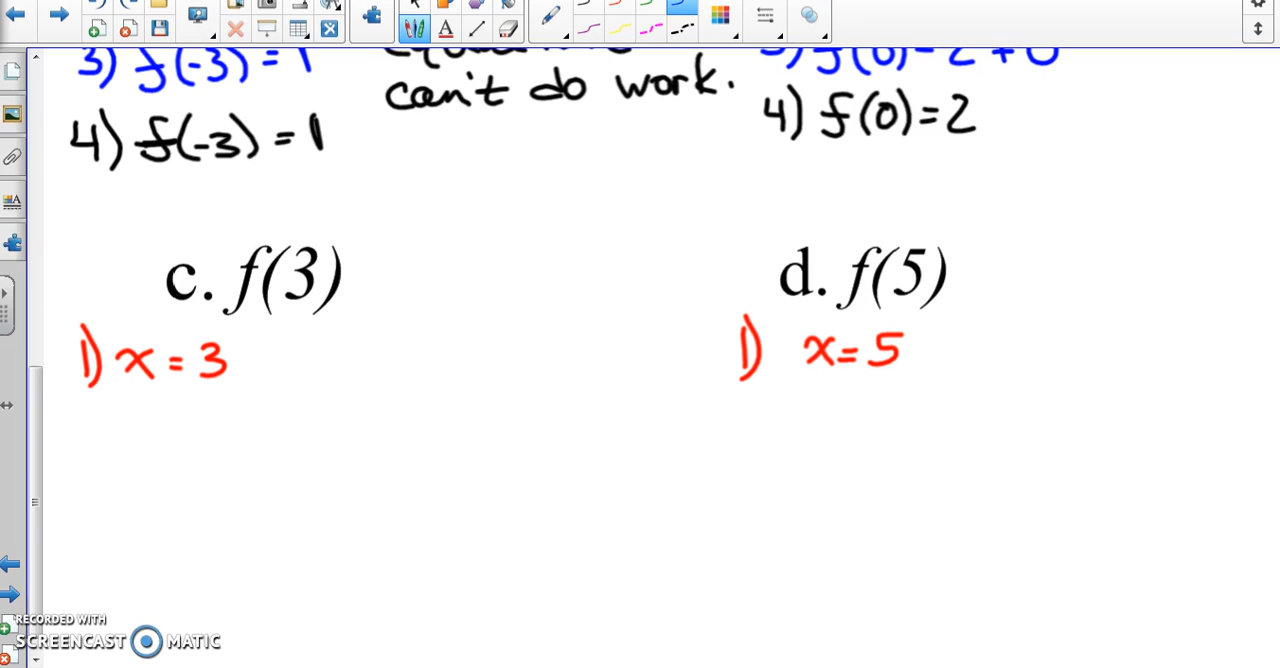 3) f(-3) = 1
can't do work.
3) f(0) = 2 + 0
4) f(-3) = 1
4) f(0) = 2
c. f(3)
d. f(5)
1) x = 3
1) x = 5
RECORDED WITH
SCREENCAST MATIC